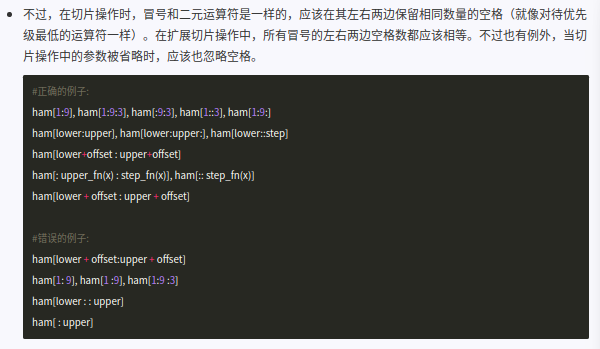 不过，在切片操作时，冒号和二元运算符是一样的，应该在其左右两边保留相同数量的空格（就像对待优先
级最低的运算符一样）。在扩展切片操作中，所有冒号的左右两边空格数都应该相等。不过也有例外，当切
片操作中的参数被省略时，应该也忽略空格。
#正确的例子:
ham[1:9], ham[1:9:3], ham[:9:3], ham[1::3], ham[1:9:]
ham[lower:upper], ham[lower:upper:], ham[lower::step]
ham[lower+offset : upper+offset]
ham[: upper_fn(x) : step_fn(x)], ham[:: step_fn(x)]
ham[lower + offset : upper + offset]
#错误的例子:
ham[lower + offset:upper + offset]
ham[1: 9], ham[1 :9], ham[1:9 :3]
ham[lower : : upper]
ham[ : upper]